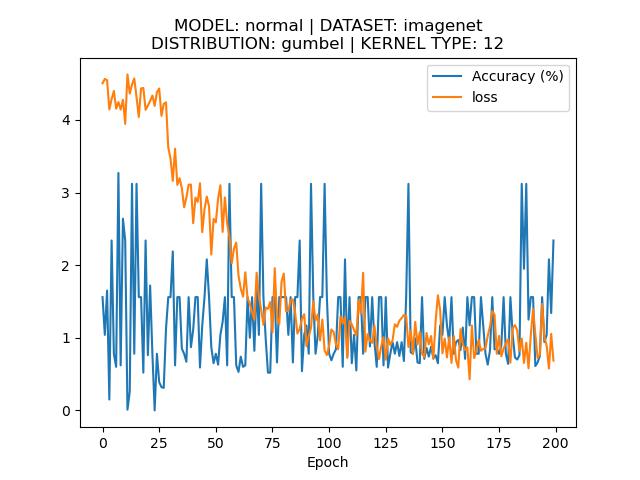 MODEL: normal | DATASET: imagenet
DISTRIBUTION: gumbel | KERNEL TYPE: 12
Accuracy (%)
loss
4
3
2
1
0
0 25 50 75 100 125 150 175 200
Epoch